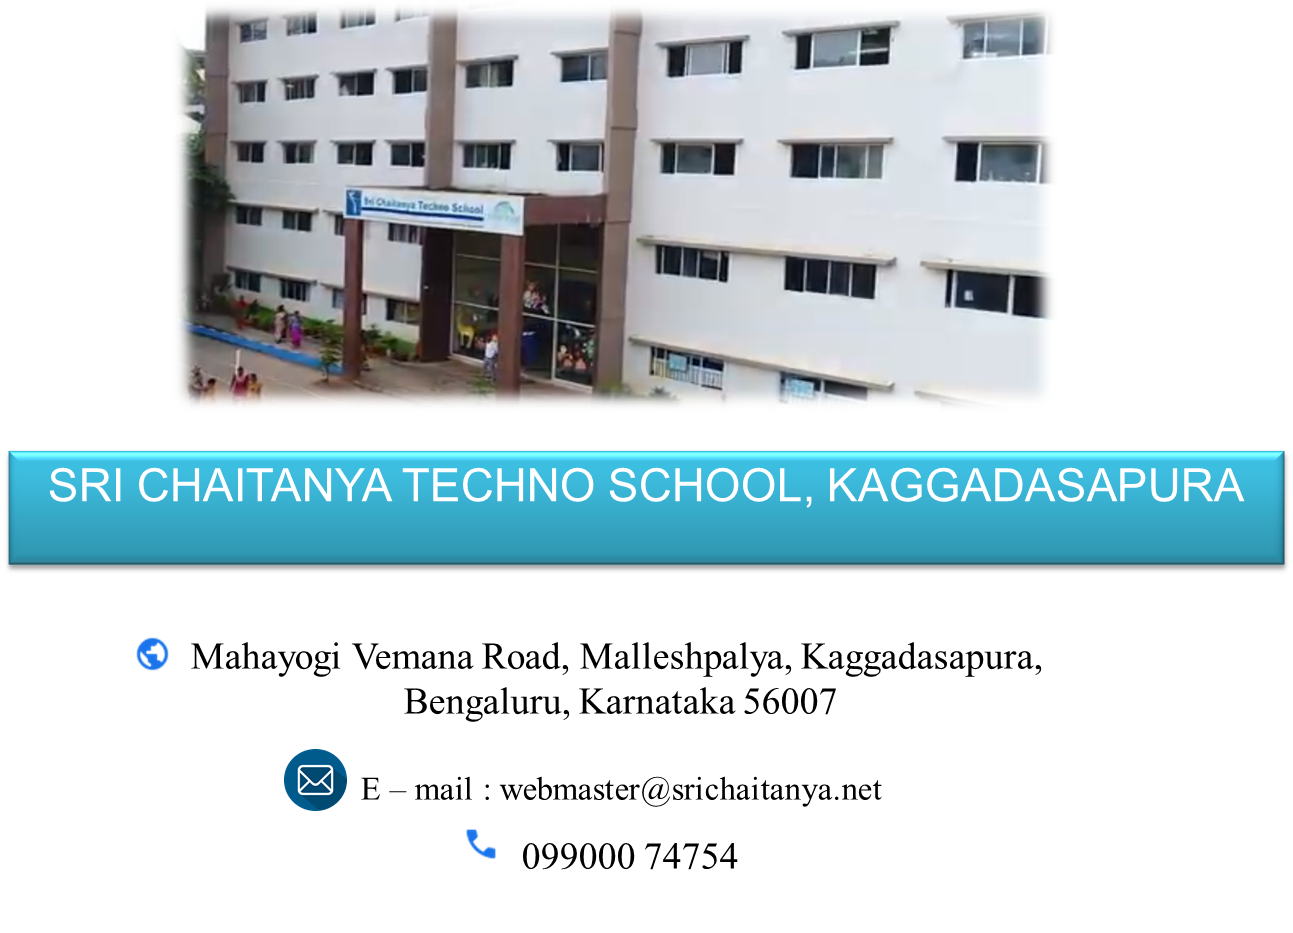 Sri Chaitanya Techno School
SRI CHAITANYA TECHNO SCHOOL, KAGGADASAPURA
Mahayogi Vemana Road, Malleshpalya, Kaggadasapura,
Bengaluru, Karnataka 56007
E – mail : webmaster@srichaitanya.net
099000 74754